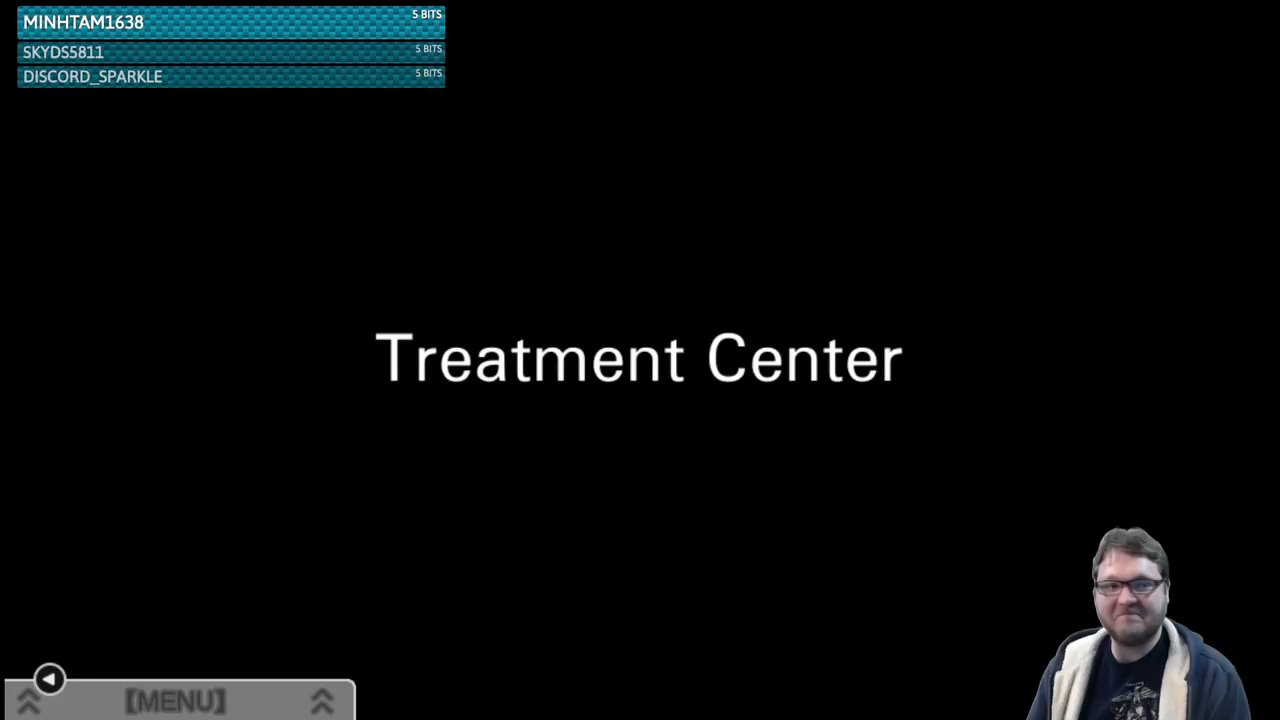 MINHTAM1638 5 BITS
SKYDS5811 5 BITS
DISCORD_SPARKLE 5 BITS
Treatment Center
【MENU】